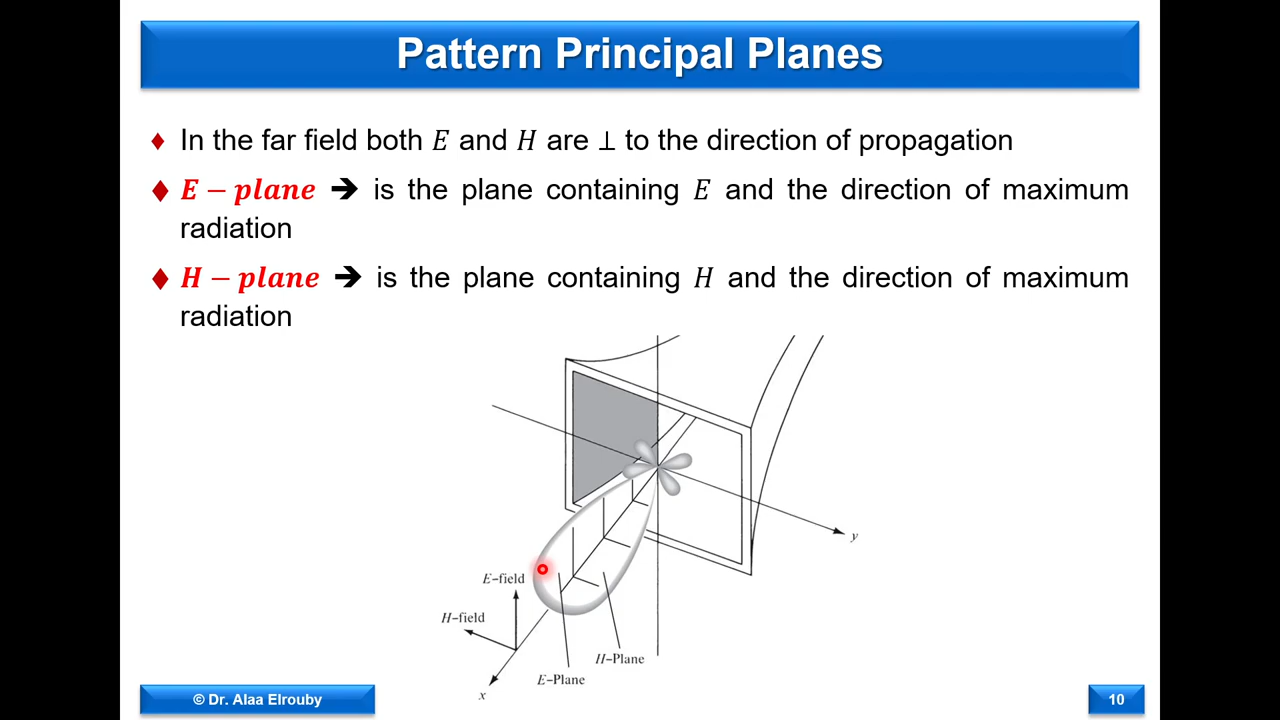 Pattern Principal Planes
♦ In the far field both E and H are ⊥ to the direction of propagation
♦ E − plane ➔ is the plane containing E and the direction of maximum
radiation
♦ H − plane ➔ is the plane containing H and the direction of maximum
radiation
y
E-field
H-field
H-Plane
E-Plane
x
© Dr. Alaa Elrouby
10